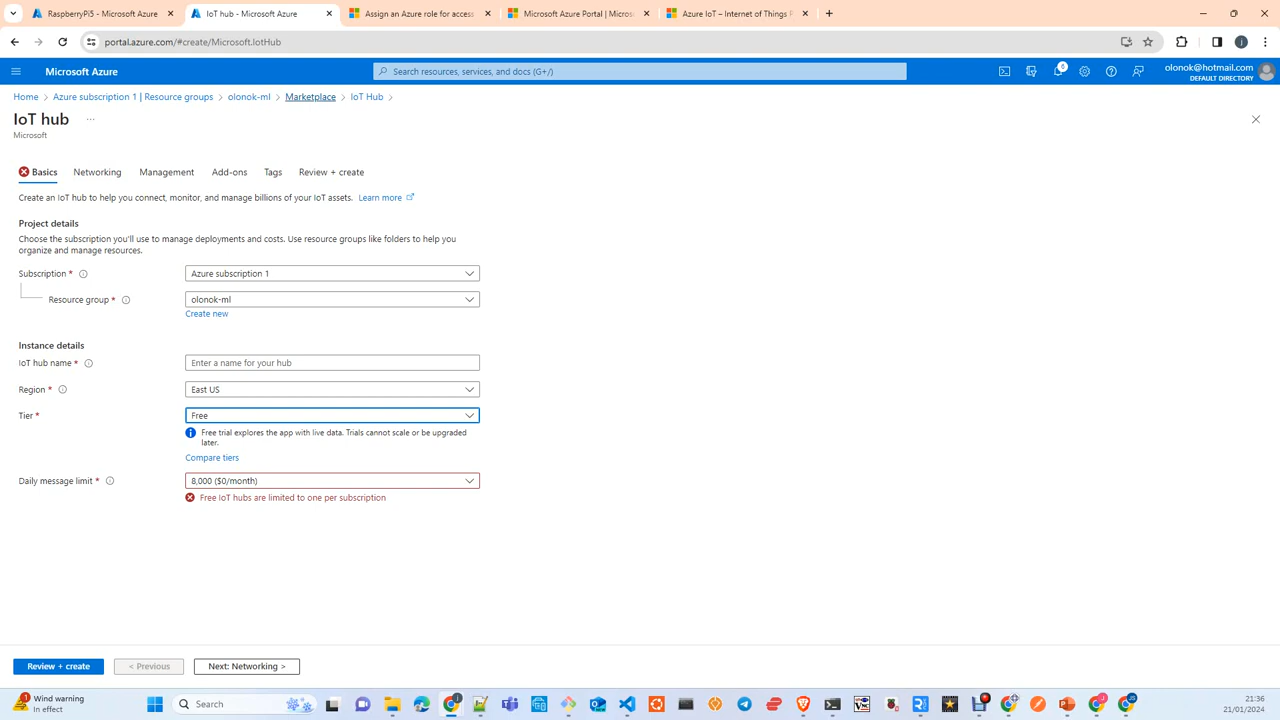 RaspberryPi5 - Microsoft Azure
IoT hub - Microsoft Azure
Assign an Azure role for access
Microsoft Azure Portal | Micros
Azure IoT – Internet of Things P
portal.azure.com/#create/Microsoft.IotHub
Microsoft Azure
Search resources, services, and docs (G+/)
6
olonok@hotmail.com
DEFAULT DIRECTORY
Home > Azure subscription 1 | Resource groups > olonok-ml > Marketplace > IoT Hub >
IoT hub ...
Microsoft
Basics
Networking
Management
Add-ons
Tags
Review + create
Create an IoT hub to help you connect, monitor, and manage billions of your IoT assets. Learn more
Project details
Choose the subscription you'll use to manage deployments and costs. Use resource groups like folders to help you
organize and manage resources.
Subscription *
Azure subscription 1
Resource group *
olonok-ml
Create new
Instance details
IoT hub name *
Enter a name for your hub
Region *
East US
Tier *
Free
Free trial explores the app with live data. Trials cannot scale or be upgraded
later.
Compare tiers
Daily message limit *
8,000 ($0/month)
Free IoT hubs are limited to one per subscription
Review + create
< Previous
Next: Networking >
Wind warning
In effect
Search
21:36
21/01/2024